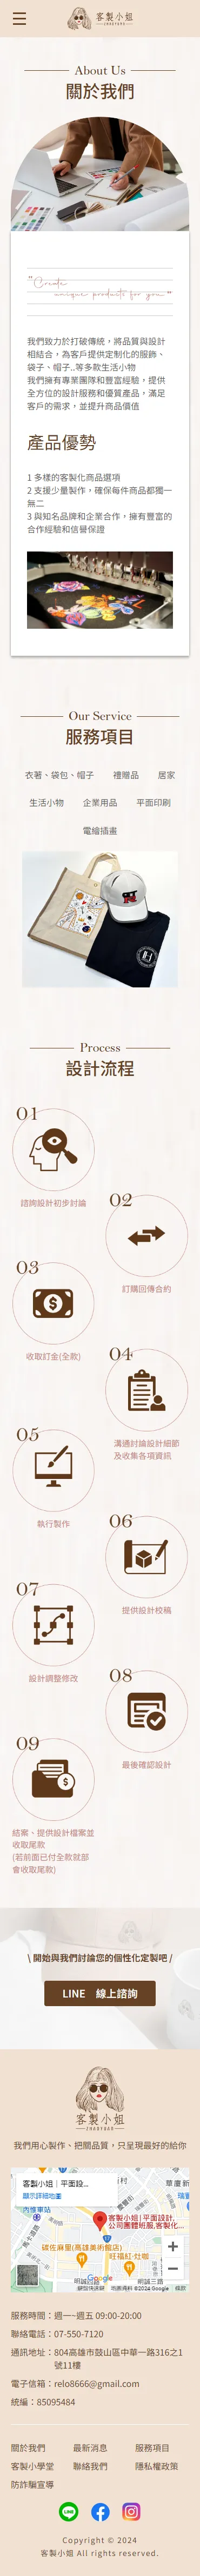 客製小姐
ZHAOYUAN
About Us
關於我們
"Create
unique products for you"
我們致力於打破傳統，將品質與設計
相結合，為客戶提供定制化的服飾、
袋子、帽子..等多款生活小物
我們擁有專業團隊和豐富經驗，提供
全方位的設計服務和優質產品，滿足
客戶的需求，並提升商品價值
產品優勢
1 多樣的客製化商品選項
2 支援少量製作，確保每件商品都獨一
無二
3 與知名品牌和企業合作，擁有豐富的
合作經驗和信譽保證
Our Service
服務項目
衣著、袋包、帽子 禮贈品 居家
生活小物 企業用品 平面印刷
電繪插畫
Process
設計流程
01
諮詢設計初步討論
02
訂購回傳合約
03
收取訂金(全款)
04
溝通討論設計細節
及收集各項資訊
05
執行製作
06
提供設計校稿
07
設計調整修改
08
最後確認設計
09
結案、提供設計檔案並
收取尾款
(若前面已付全款就部
會收取尾款)
\ 開始與我們討論您的個性化定製吧 /
LINE 線上諮詢
客製小姐
我們用心製作、把關品質，只呈現最好的給你
客製小姐｜平面設...
顯示詳細地圖
內惟車站
客製小姐|平面設計,
公司團體班服,客製化...
碳佐麻里(高雄美術館店)
旺福紅-灶咖
Google
鍵盤快速鍵 地圖資料 ©2024 Google 條款
服務時間：週一~週五 09:00-20:00
聯絡電話：07-550-7120
通訊地址：804高雄市鼓山區中華一路316之1
號11樓
電子信箱：relo8666@gmail.com
統編：85095484
關於我們 最新消息 服務項目
客製小學堂 聯絡我們 隱私權政策
防詐騙宣導
LINE
Copyright © 2024
客製小姐 All rights reserved.